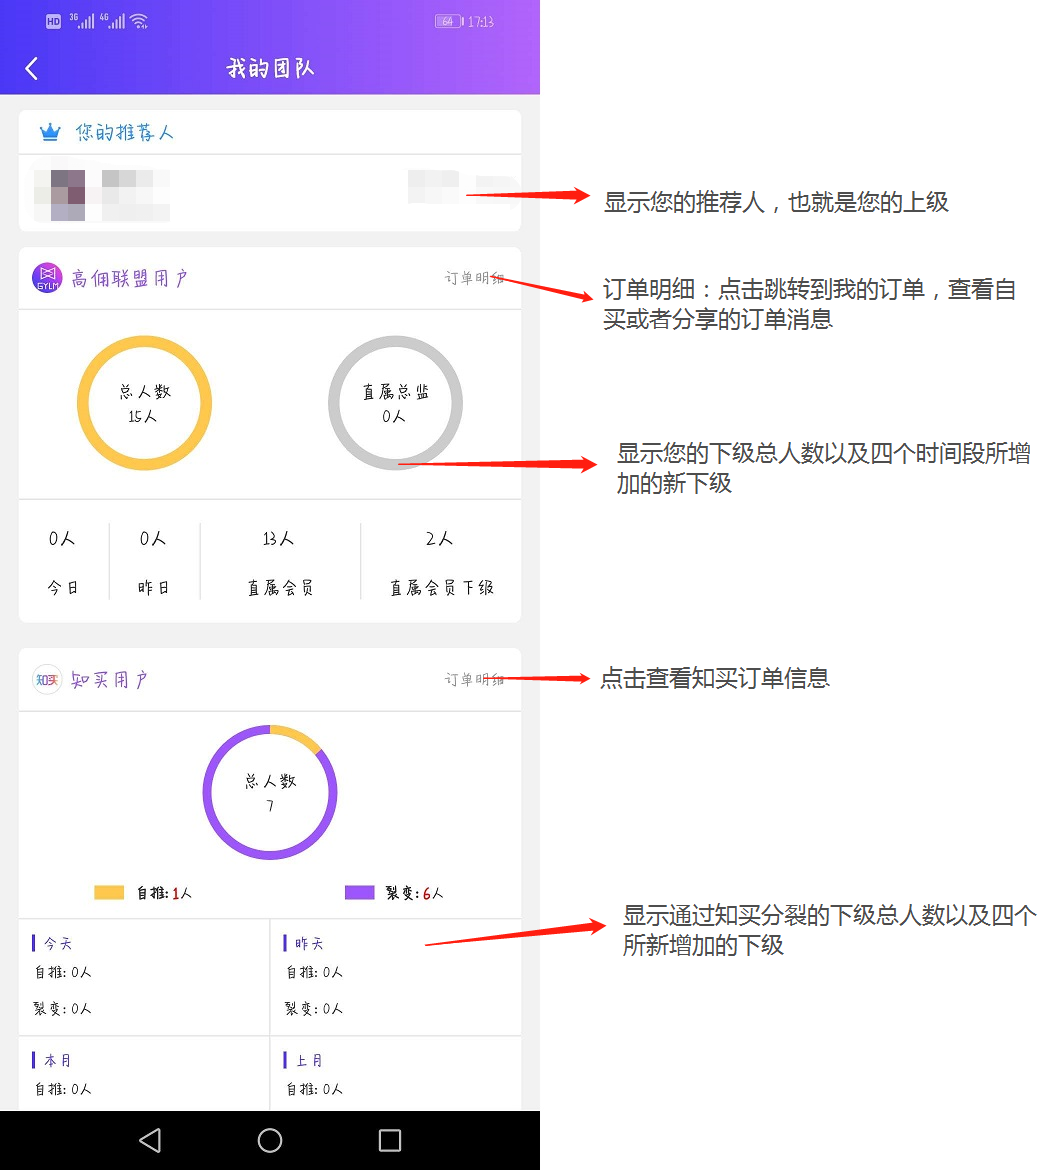 HD 3G 4G 64 17:13
我的团队
您的推荐人
显示您的推荐人，也就是您的上级
GYLM 高佣联盟用户 订单明细
订单明细：点击跳转到我的订单，查看自
买或者分享的订单消息
总人数 直属总监
15人 0人
显示您的下级总人数以及四个时间段所增
加的新下级
0人 0人 13人 2人
今日 昨日 直属会员 直属会员下级
知买 知买用户 订单明细
点击查看知买订单信息
总人数
7
自推:1人 裂变:6人
显示通过知买分裂的下级总人数以及四个
所新增加的下级
今天 昨天
自推: 0人 自推: 0人
裂变: 0人 裂变: 0人
本月 上月
自推: 0人 自推: 0人